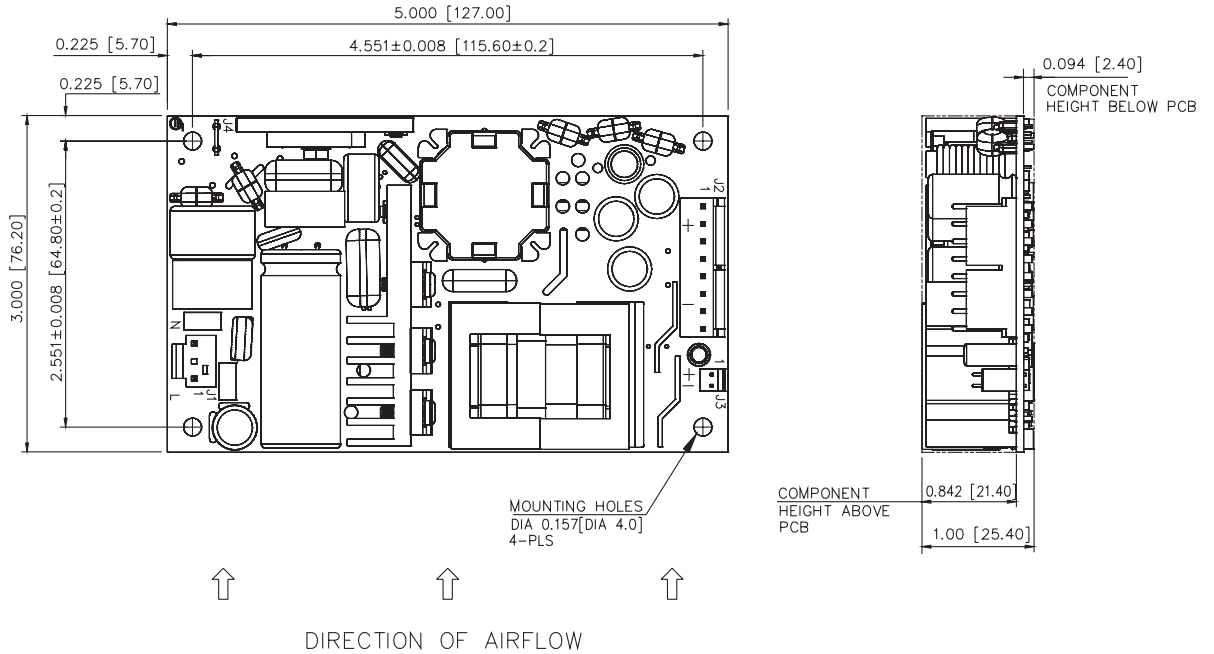 5.000 [127.00]
0.225 [5.70]
4.551±0.008 [115.60±0.2]
0.225 [5.70]
0.094 [2.40]
COMPONENT
HEIGHT BELOW PCB
J4
J2
1
+
3.000 [76.20]
2.551±0.008 [64.80±0.2]
–
N
1
+
–
J3
L
1
J1
MOUNTING HOLES
DIA 0.157[DIA 4.0]
4-PLS
COMPONENT
HEIGHT ABOVE
PCB
0.842 [21.40]
1.00 [25.40]
DIRECTION OF AIRFLOW